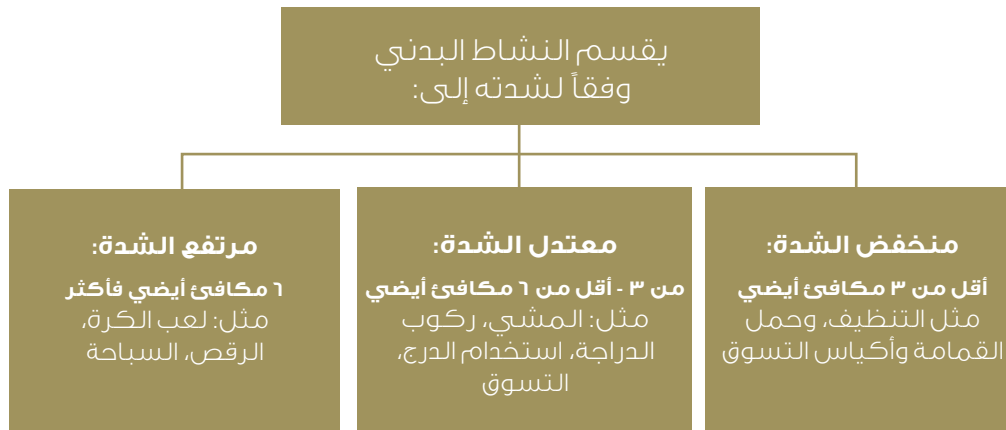 يقسم النشاط البدني
وفقاً لشدته إلى:
منخفض الشدة:
أقل من ٣ مكافئ أيضي
مثل التنظيف، وحمل
القمامة وأكياس التسوق
معتدل الشدة:
من ٣ - أقل من ٦ مكافئ أيضي
مثل: المشي، ركوب
الدراجة، استخدام الدرج،
التسوق
مرتفع الشدة:
٦ مكافئ أيضي فأكثر
مثل: لعب الكرة،
الرقص، السباحة